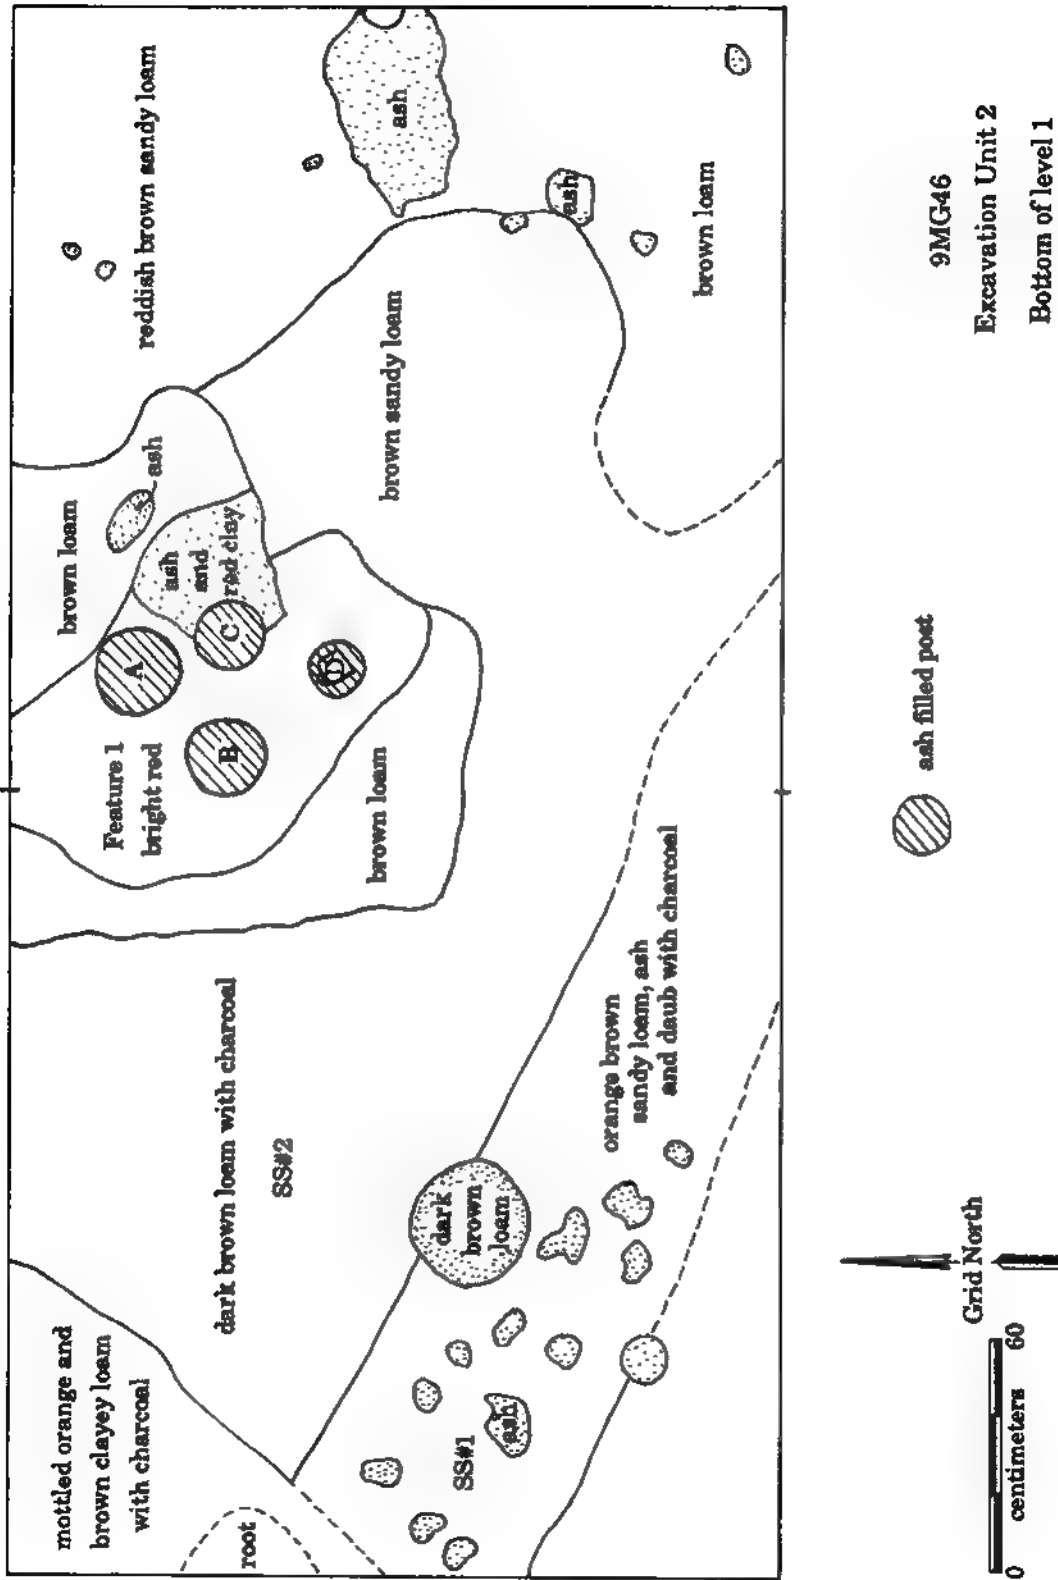 mottled orange and
brown clayey loam
with charcoal
root
dark brown loam with charcoal
SS#2
SS#1
ash
dark
brown
loam
orange brown
sandy loam, ash
and daub with charcoal
Feature 1
bright red
A
B
C
D
brown loam
brown loam
ash
and
red clay
ash
brown sandy loam
reddish brown sandy loam
ash
ash
brown loam
0 60
centimeters
Grid North
ash filled post
9MG46
Excavation Unit 2
Bottom of level 1